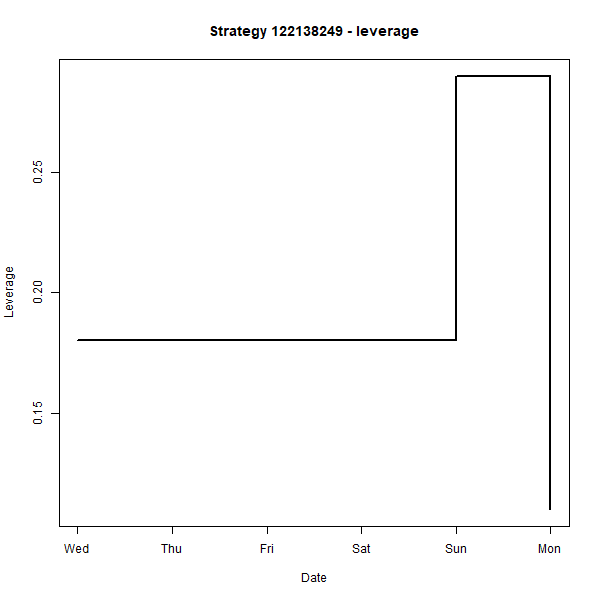 Strategy 122138249 - leverage
Leverage
0.25
0.20
0.15
Wed Thu Fri Sat Sun Mon
Date